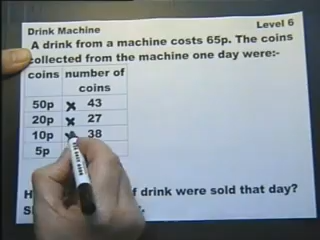 Drink Machine Level 6
A drink from a machine costs 65p. The coins
collected from the machine one day were:-
coins number of
coins
50p × 43
20p × 27
10p × 38
5p
of drink were sold that day?